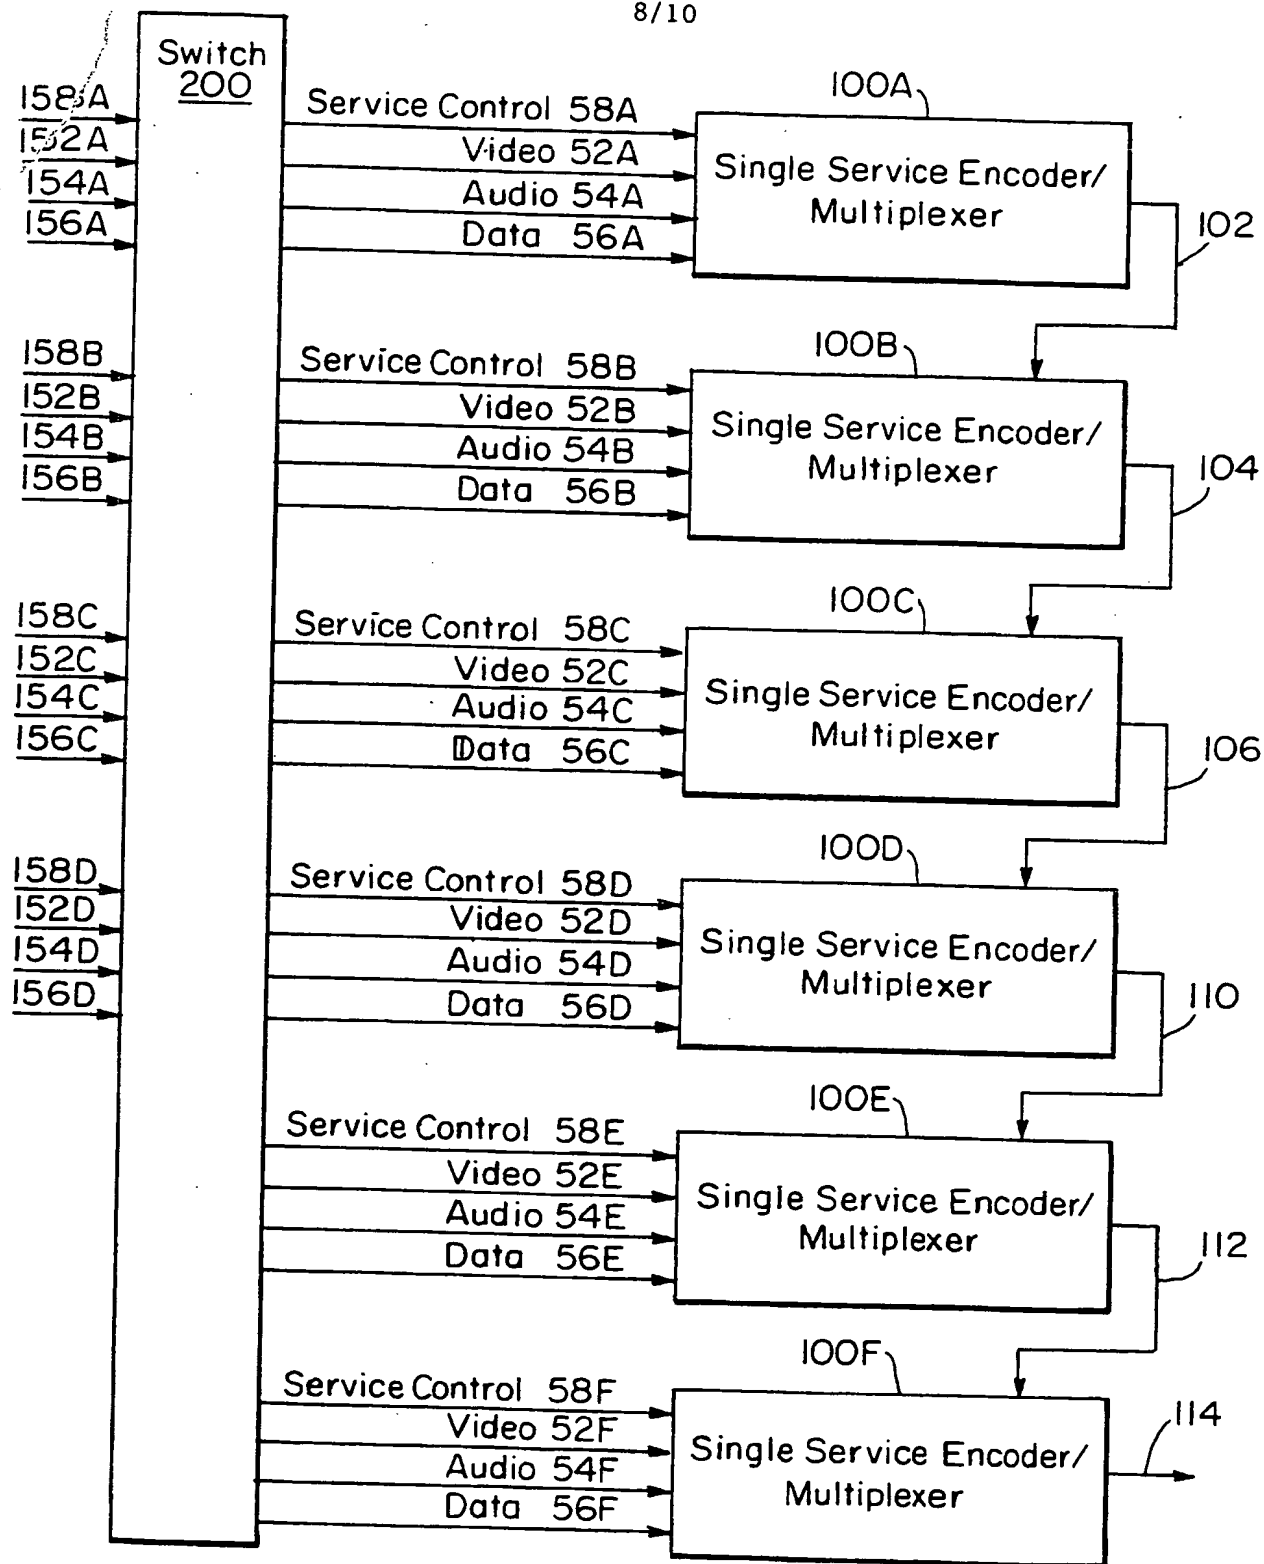 8/10
Switch
200
158A
152A
154A
156A
Service Control 58A
Video 52A
Audio 54A
Data 56A
100A
Single Service Encoder/
Multiplexer
102
158B
152B
154B
156B
Service Control 58B
Video 52B
Audio 54B
Data 56B
100B
Single Service Encoder/
Multiplexer
104
158C
152C
154C
156C
Service Control 58C
Video 52C
Audio 54C
Data 56C
100C
Single Service Encoder/
Multiplexer
106
158D
152D
154D
156D
Service Control 58D
Video 52D
Audio 54D
Data 56D
100D
Single Service Encoder/
Multiplexer
110
Service Control 58E
Video 52E
Audio 54E
Data 56E
100E
Single Service Encoder/
Multiplexer
112
Service Control 58F
Video 52F
Audio 54F
Data 56F
100F
Single Service Encoder/
Multiplexer
114